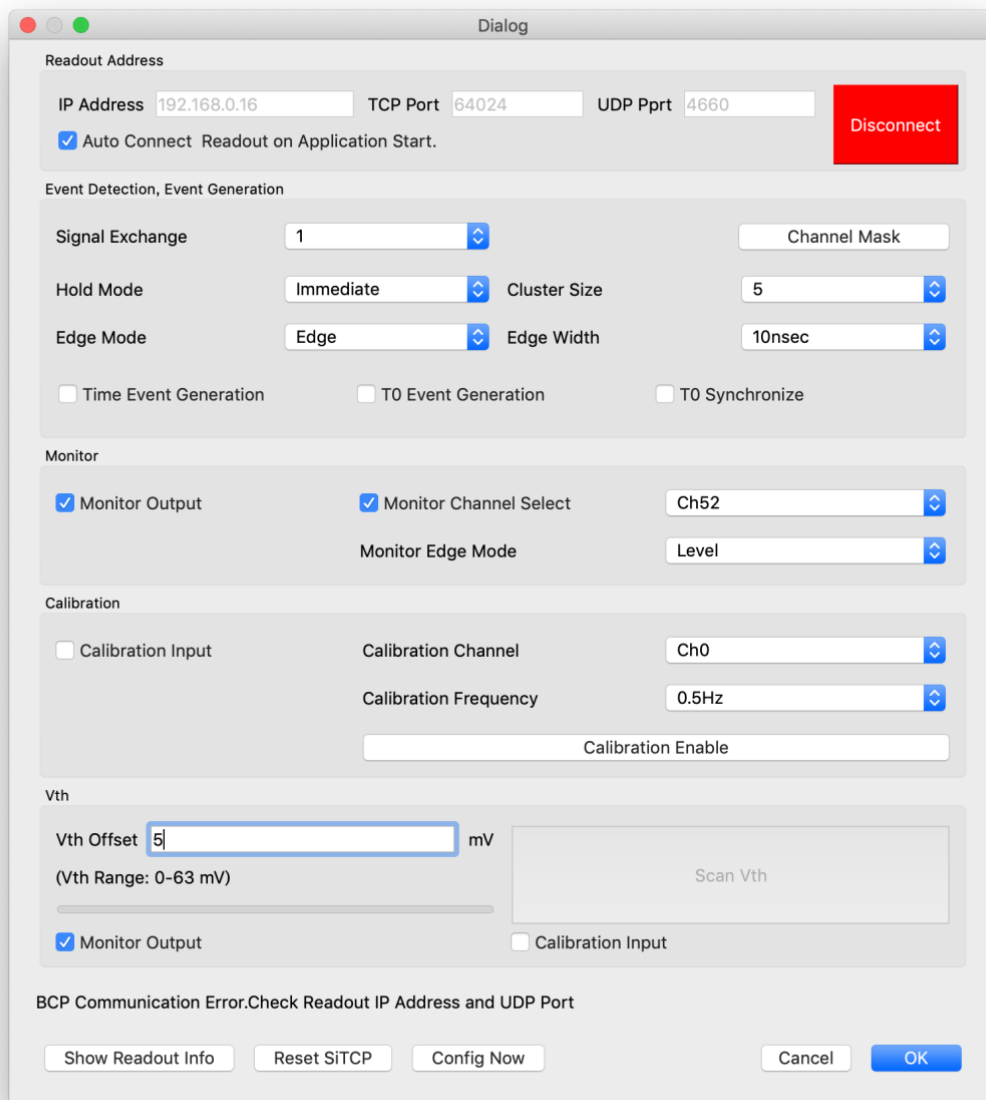 Dialog
Readout Address
IP Address 192.168.0.16 TCP Port 64024 UDP Pprt 4660
Disconnect
Auto Connect Readout on Application Start.
Event Detection, Event Generation
Signal Exchange 1 Channel Mask
Hold Mode Immediate Cluster Size 5
Edge Mode Edge Edge Width 10nsec
Time Event Generation T0 Event Generation T0 Synchronize
Monitor
Monitor Output Monitor Channel Select Ch52
Monitor Edge Mode Level
Calibration
Calibration Input Calibration Channel Ch0
Calibration Frequency 0.5Hz
Calibration Enable
Vth
Vth Offset 5 mV
(Vth Range: 0-63 mV) Scan Vth
Monitor Output Calibration Input
BCP Communication Error.Check Readout IP Address and UDP Port
Show Readout Info Reset SiTCP Config Now Cancel OK